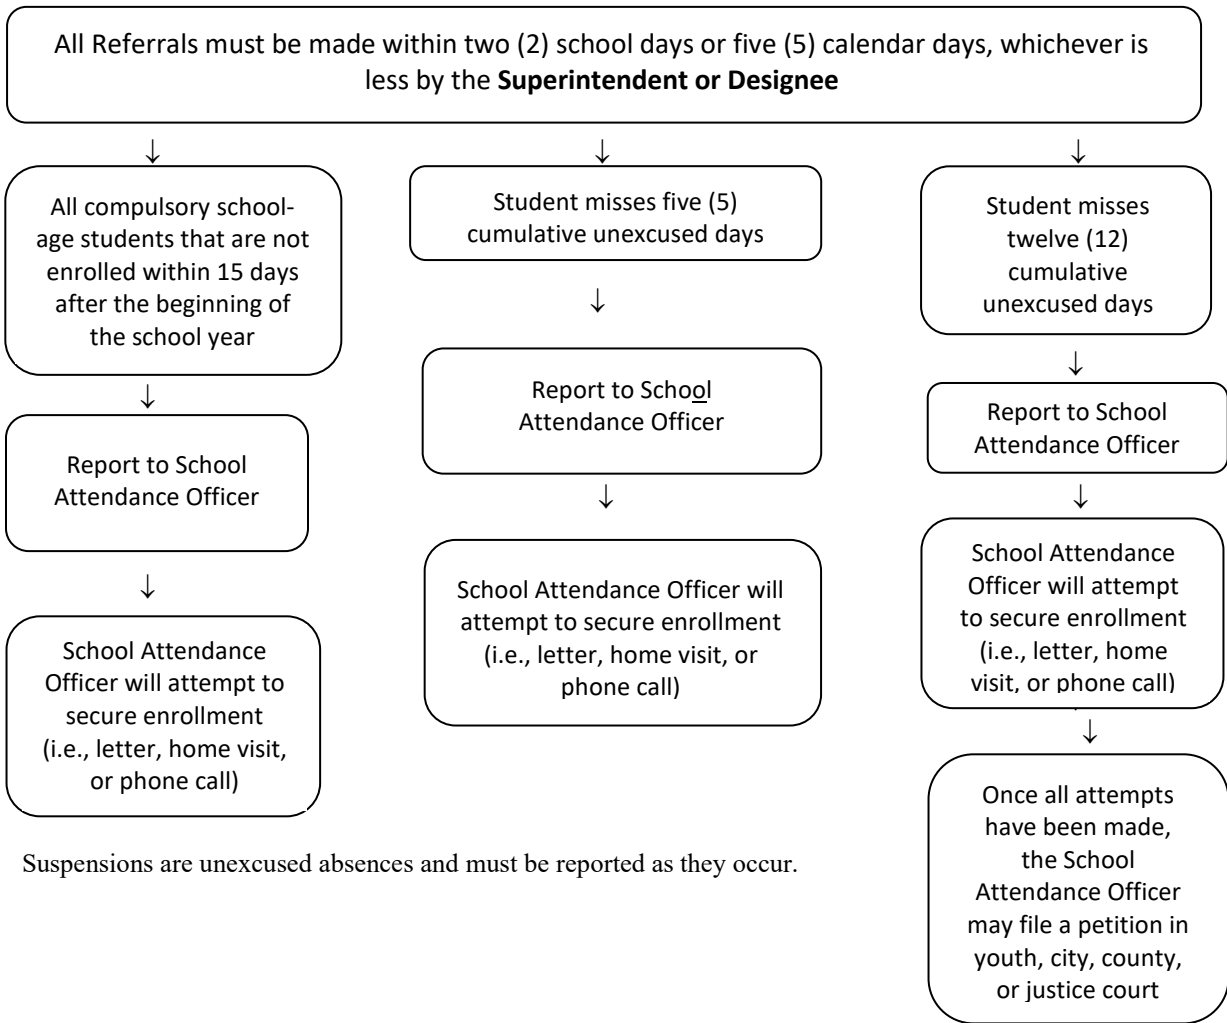 All Referrals must be made within two (2) school days or five (5) calendar days, whichever is
less by the Superintendent or Designee
↓
All compulsory school-
age students that are not
enrolled within 15 days
after the beginning of
the school year
↓
Report to School
Attendance Officer
↓
School Attendance
Officer will attempt to
secure enrollment
(i.e., letter, home visit,
or phone call)
↓
Student misses five (5)
cumulative unexcused days
↓
Report to School
Attendance Officer
↓
School Attendance Officer will
attempt to secure enrollment
(i.e., letter, home visit, or
phone call)
↓
Student misses
twelve (12)
cumulative
unexcused days
↓
Report to School
Attendance Officer
↓
School Attendance
Officer will attempt
to secure enrollment
(i.e., letter, home
visit, or phone call)
↓
Once all attempts
have been made,
the School
Attendance Officer
may file a petition in
youth, city, county,
or justice court
Suspensions are unexcused absences and must be reported as they occur.